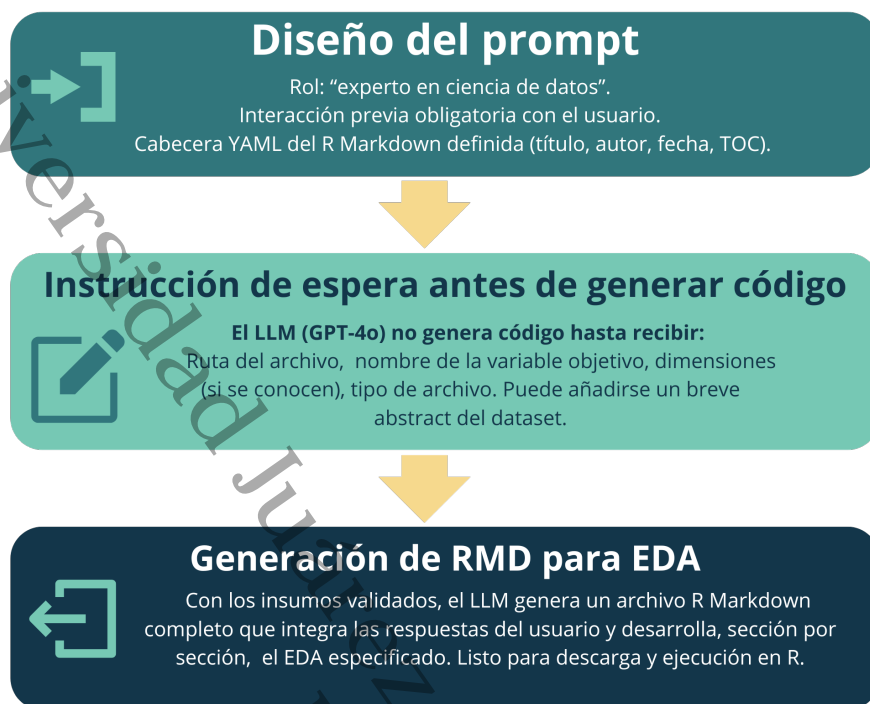 Diseño del prompt
Rol: “experto en ciencia de datos”.
Interacción previa obligatoria con el usuario.
Cabecera YAML del R Markdown definida (título, autor, fecha, TOC).
Instrucción de espera antes de generar código
El LLM (GPT-4o) no genera código hasta recibir:
Ruta del archivo, nombre de la variable objetivo, dimensiones
(si se conocen), tipo de archivo. Puede añadirse un breve
abstract del dataset.
Generación de RMD para EDA
Con los insumos validados, el LLM genera un archivo R Markdown
completo que integra las respuestas del usuario y desarrolla, sección por
sección, el EDA especificado. Listo para descarga y ejecución en R.
iversidad Juárez